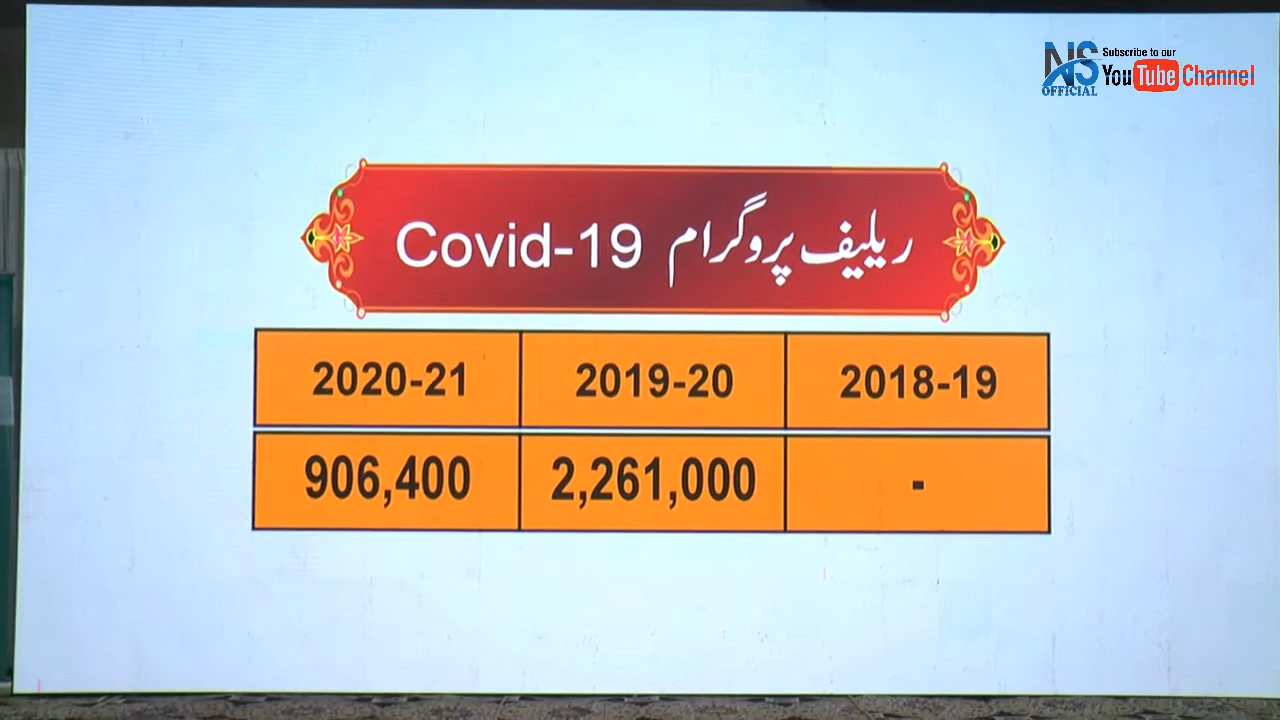 NS
OFFICIAL
Subscribe to our
YouTube Channel
ریلیف پروگرام Covid-19
2020-21 2019-20 2018-19
906,400 2,261,000 -